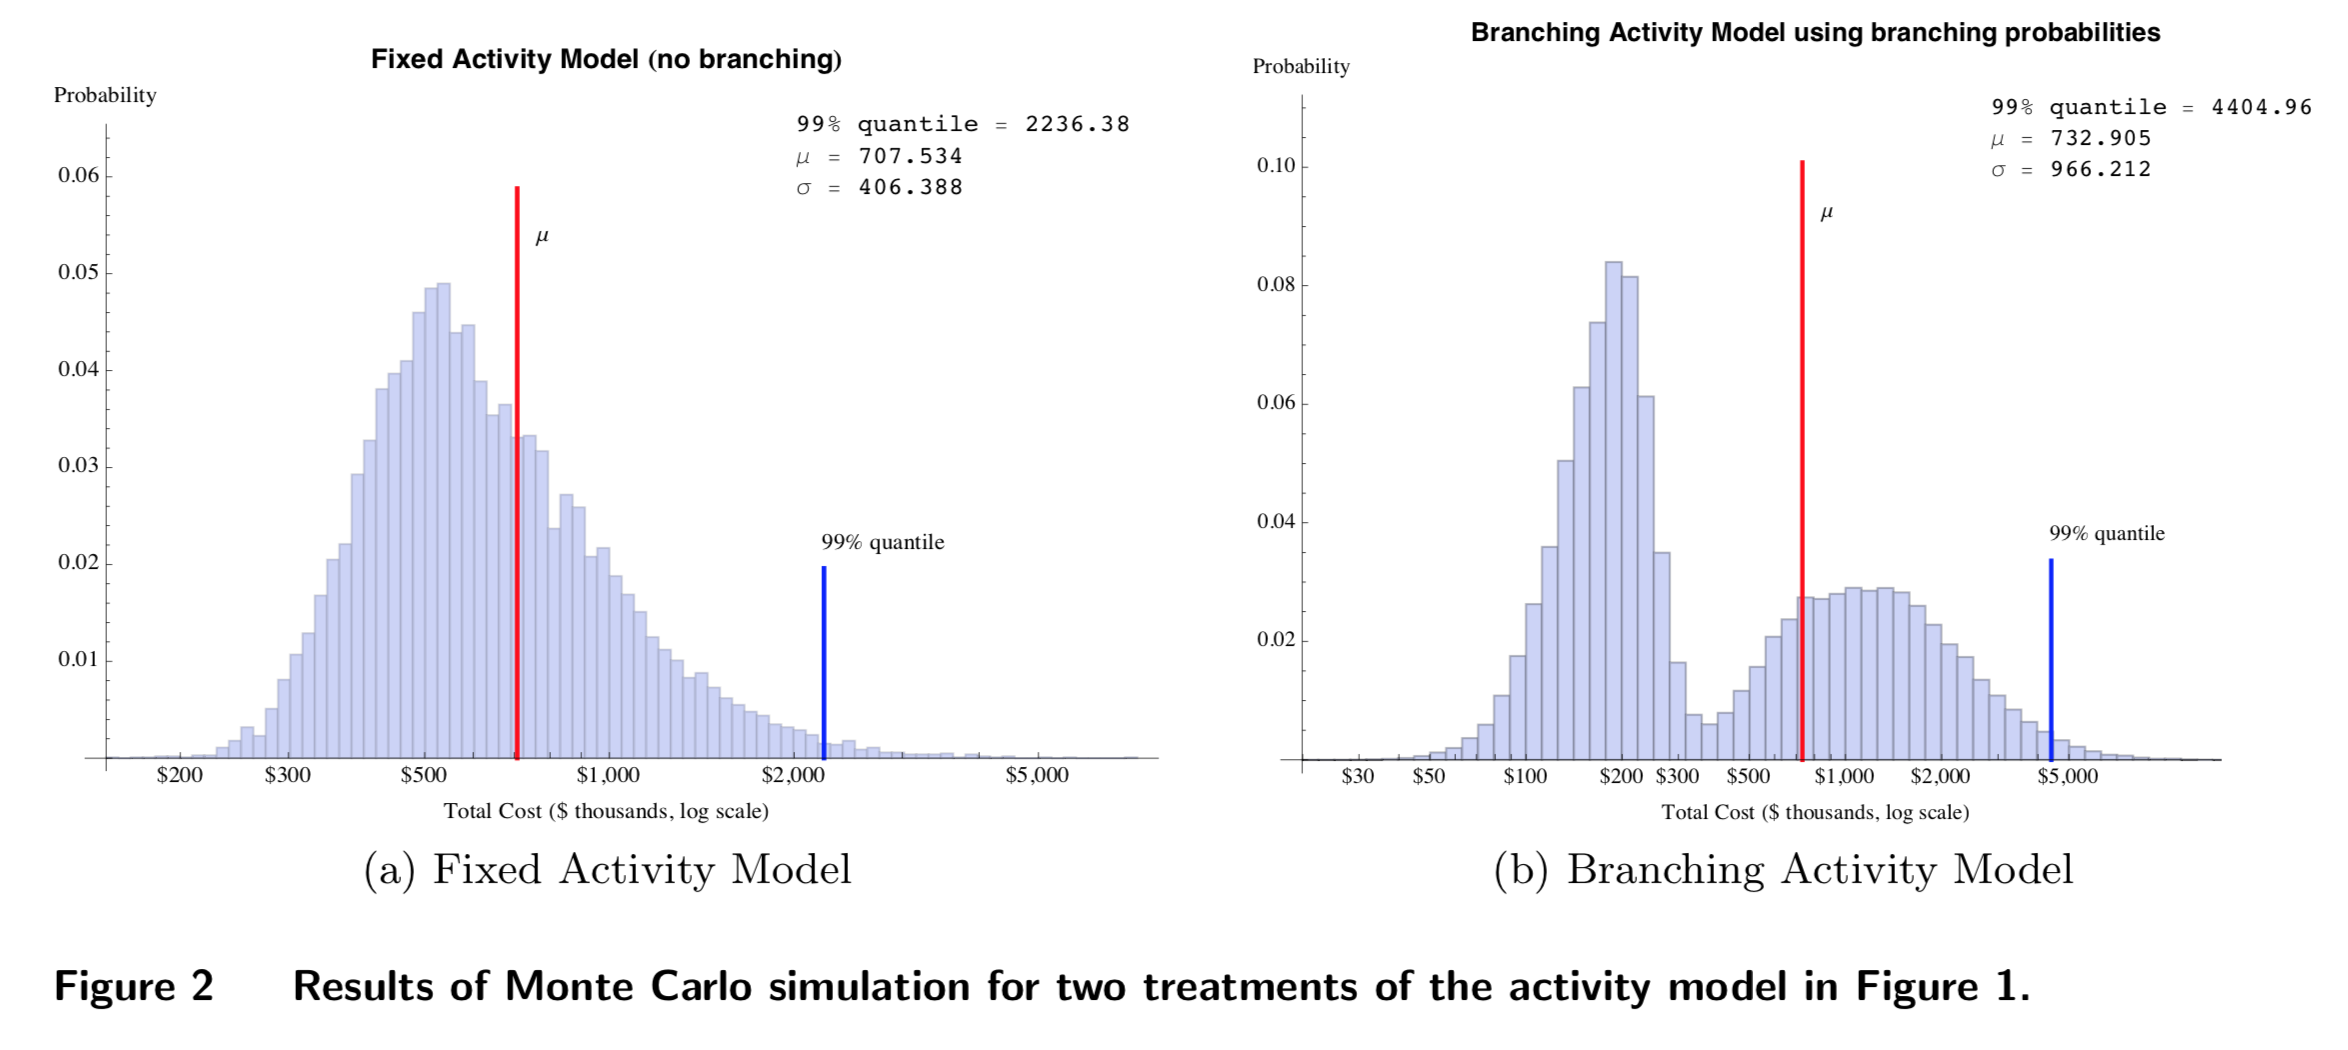 Fixed Activity Model (no branching)
Probability
99% quantile = 2236.38
μ = 707.534
σ = 406.388
0.06
0.05
0.04
0.03
0.02
0.01
μ
99% quantile
$200 $300 $500 $1,000 $2,000 $5,000
Total Cost ($ thousands, log scale)
(a) Fixed Activity Model
Branching Activity Model using branching probabilities
Probability
99% quantile = 4404.96
μ = 732.905
σ = 966.212
0.10
0.08
0.06
0.04
0.02
μ
99% quantile
$30 $50 $100 $200 $300 $500 $1,000 $2,000 $5,000
Total Cost ($ thousands, log scale)
(b) Branching Activity Model
Figure 2 Results of Monte Carlo simulation for two treatments of the activity model in Figure 1.